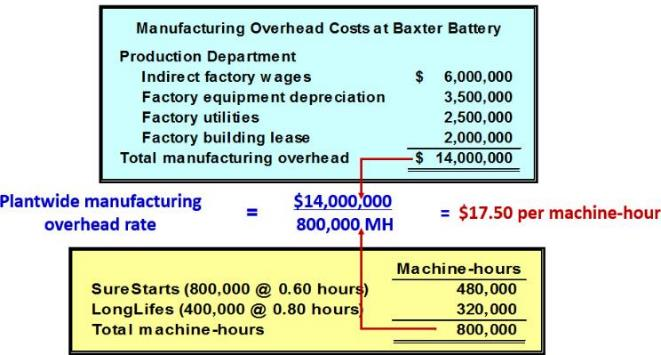 Manufacturing Overhead Costs at Baxter Battery
Production Department
Indirect factory wages $ 6,000,000
Factory equipment depreciation 3,500,000
Factory utilities 2,500,000
Factory building lease 2,000,000
Total manufacturing overhead $ 14,000,000
Plantwide manufacturing overhead rate = $14,000,000 / 800,000 MH = $17.50 per machine-hour
Machine-hours
SureStarts (800,000 @ 0.60 hours) 480,000
LongLifes (400,000 @ 0.80 hours) 320,000
Total machine-hours 800,000